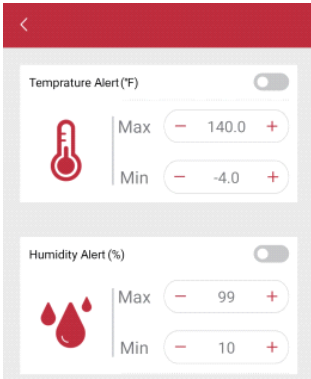 Temprature Alert(°F)
Max − 140.0 +
Min − -4.0 +
Humidity Alert (%)
Max − 99 +
Min − 10 +